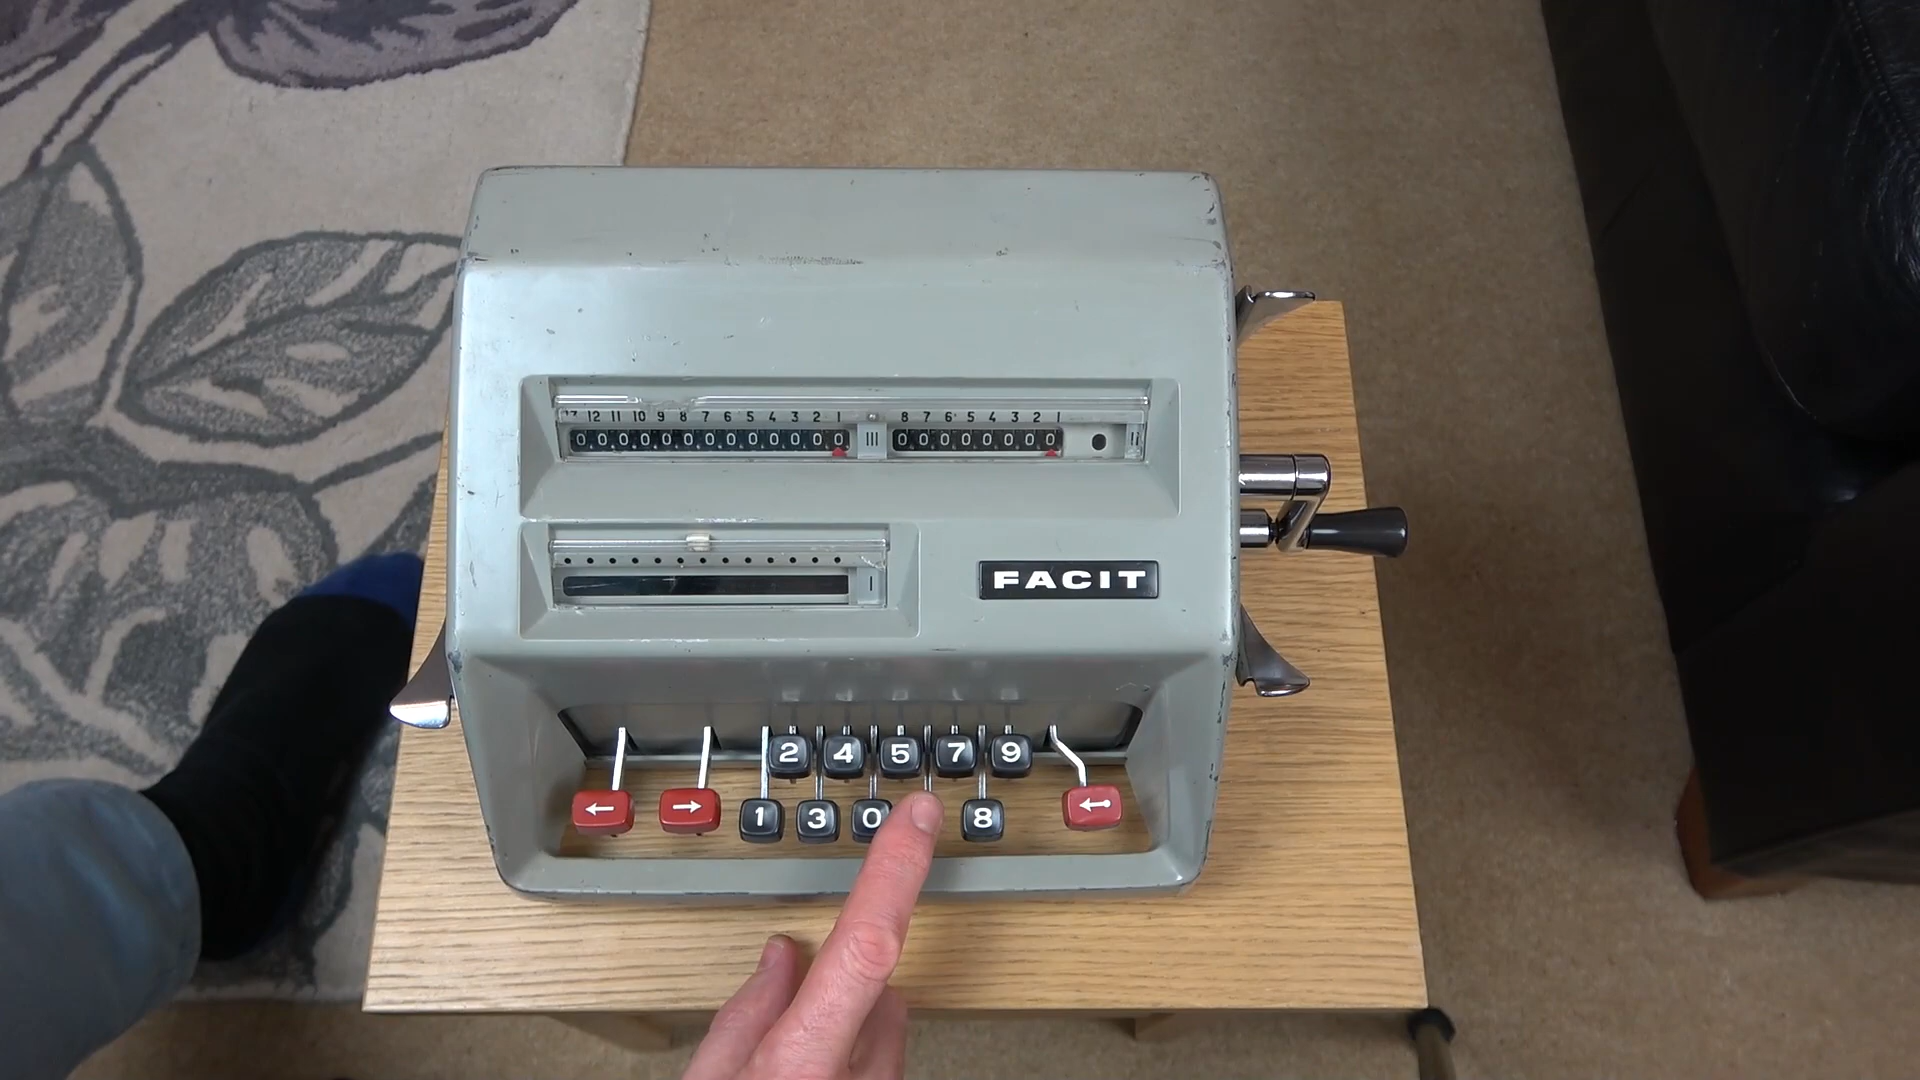 12 11 10 9 8 7 6 5 4 3 2 1 8 7 6 5 4 3 2 1
0 0 0 0 0 0 0 0 0 0 0 0 0 III 0 0 0 0 0 0 0 0 II
FACIT
I
2 4 5 7 9
← → 1 3 0 8 ←